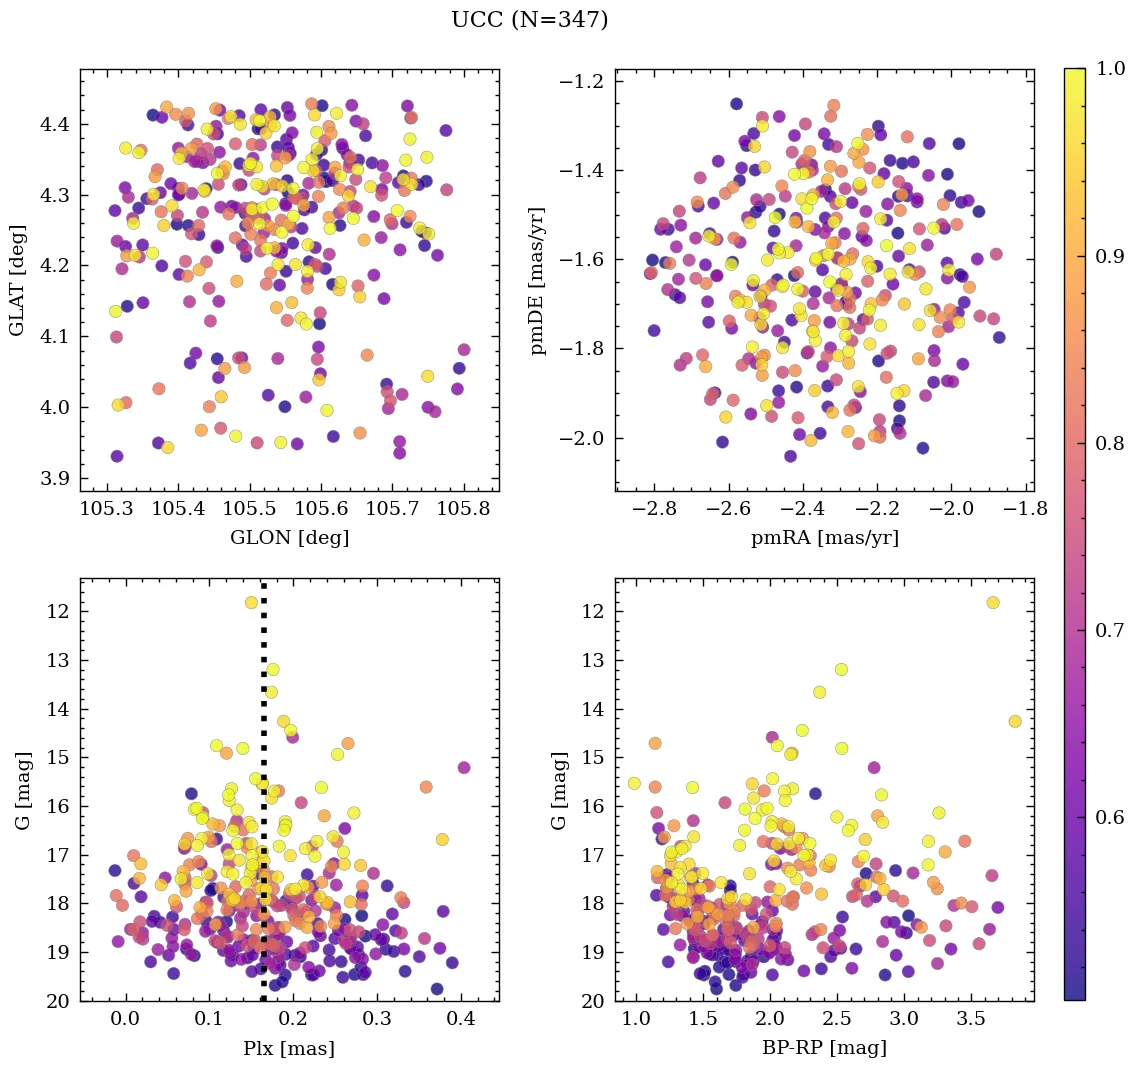 UCC (N=347)
4.4
4.3
4.2
4.1
4.0
3.9
GLAT [deg]
105.3 105.4 105.5 105.6 105.7 105.8
GLON [deg]
−1.2
−1.4
−1.6
−1.8
−2.0
pmDE [mas/yr]
−2.8 −2.6 −2.4 −2.2 −2.0 −1.8
pmRA [mas/yr]
1.0
0.9
0.8
0.7
0.6
12
13
14
15
16
17
18
19
20
G [mag]
0.0 0.1 0.2 0.3 0.4
Plx [mas]
12
13
14
15
16
17
18
19
20
G [mag]
1.0 1.5 2.0 2.5 3.0 3.5
BP-RP [mag]